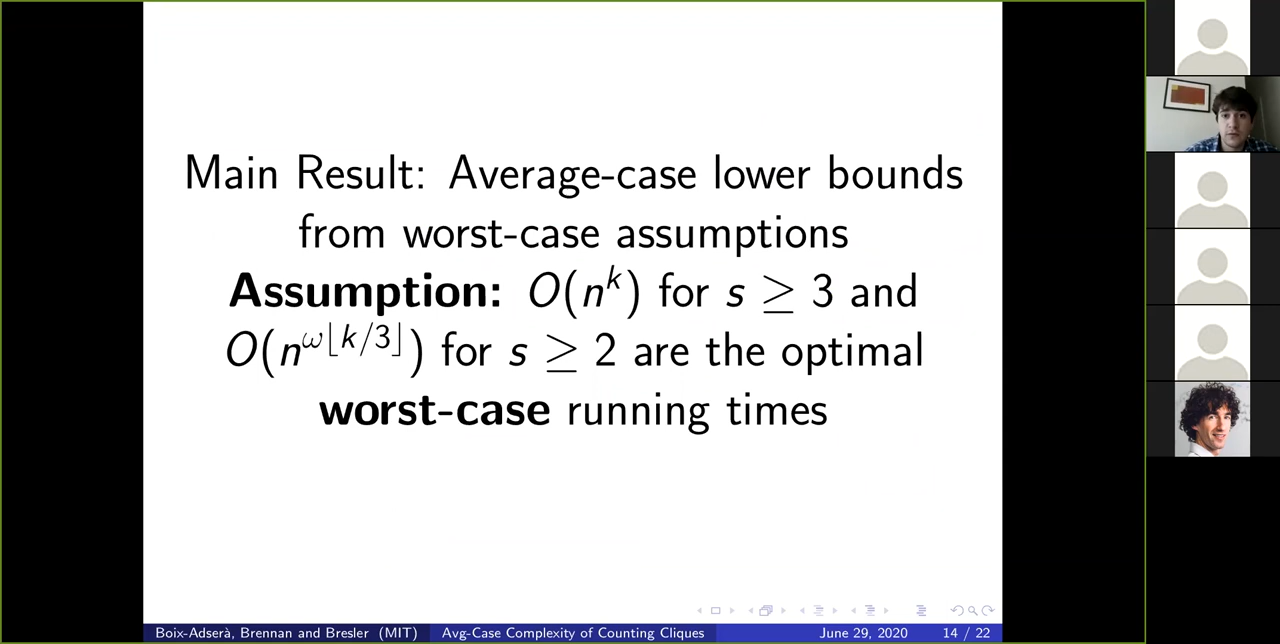 Main Result: Average-case lower bounds
from worst-case assumptions
Assumption: O(n^k) for s ≥ 3 and
O(n^{ω⌊k/3⌋}) for s ≥ 2 are the optimal
worst-case running times
Boix-Adserà, Brennan and Bresler (MIT) Avg-Case Complexity of Counting Cliques June 29, 2020 14 / 22